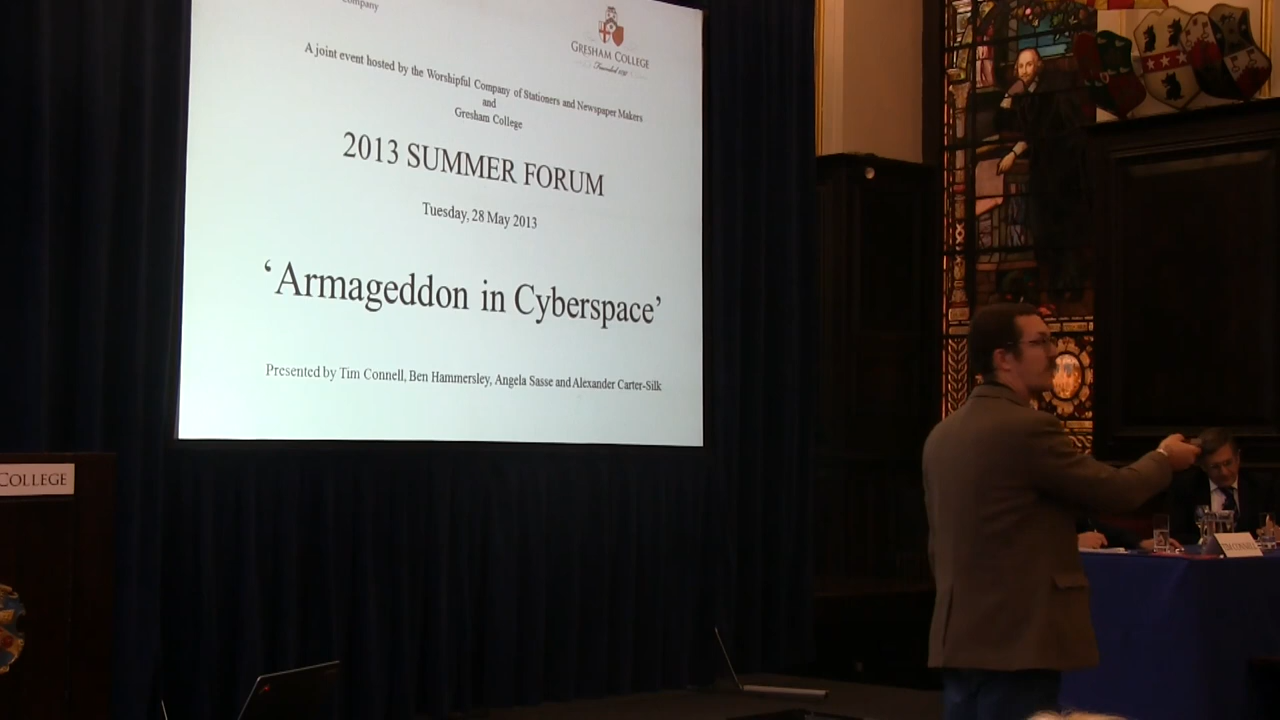 ompany
GRESHAM COLLEGE
A joint event hosted by the Worshipful Company of Stationers and Newspaper Makers
and
Gresham College
2013 SUMMER FORUM
Tuesday, 28 May 2013
‘Armageddon in Cyberspace’
Presented by Tim Connell, Ben Hammersley, Angela Sasse and Alexander Carter-Silk
COLLEGE